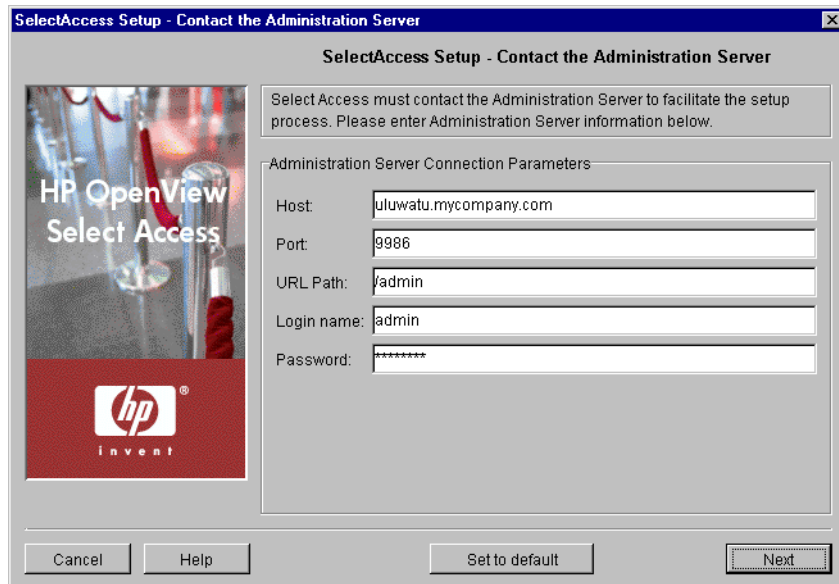 SelectAccess Setup - Contact the Administration Server
SelectAccess Setup - Contact the Administration Server
HP OpenView
Select Access
hp
®
invent
Select Access must contact the Administration Server to facilitate the setup
process. Please enter Administration Server information below.
Administration Server Connection Parameters
Host: uluwatu.mycompany.com
Port: 9986
URL Path: /admin
Login name: admin
Password: ********
Cancel Help Set to default Next